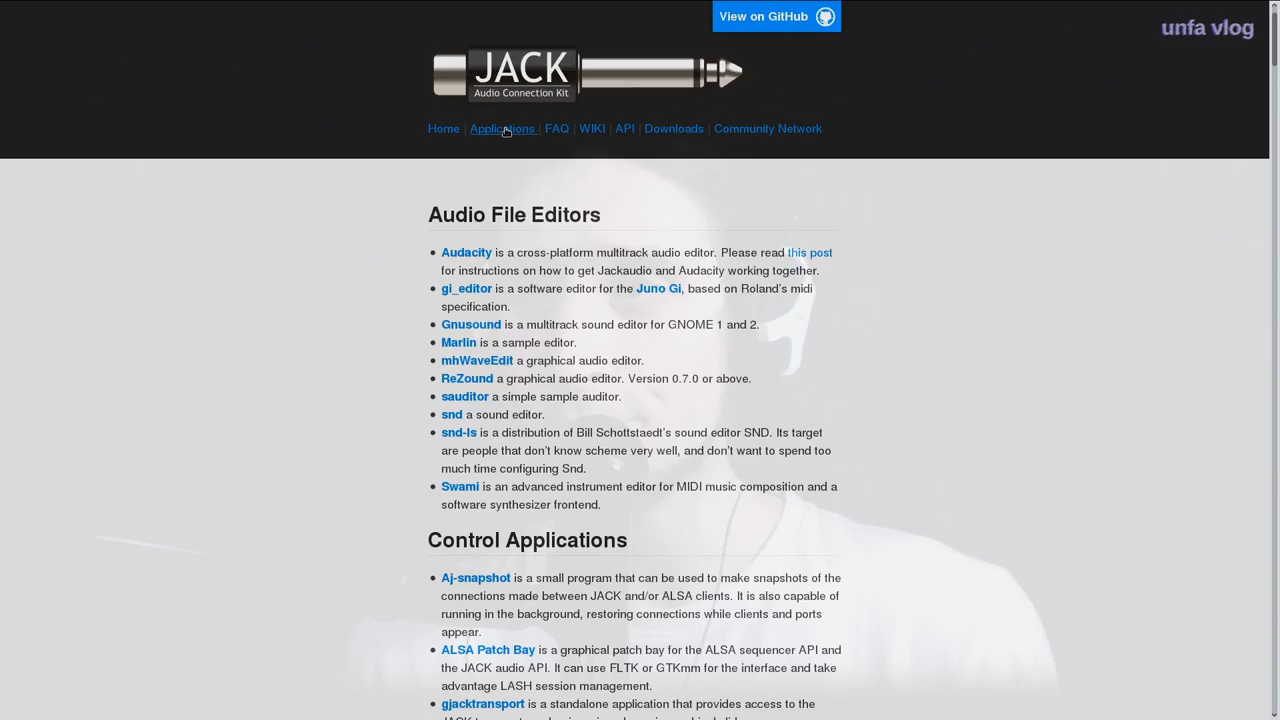 View on GitHub
unfa vlog
JACK
Audio Connection Kit
Home | Applications | FAQ | WIKI | API | Downloads | Community Network
Audio File Editors
• Audacity is a cross-platform multitrack audio editor. Please read this post
for instructions on how to get Jackaudio and Audacity working together.
• gi_editor is a software editor for the Juno Gi, based on Roland's midi
specification.
• Gnusound is a multitrack sound editor for GNOME 1 and 2.
• Marlin is a sample editor.
• mhWaveEdit a graphical audio editor.
• ReZound a graphical audio editor. Version 0.7.0 or above.
• sauditor a simple sample auditor.
• snd a sound editor.
• snd-ls is a distribution of Bill Schottstaedt's sound editor SND. Its target
are people that don't know scheme very well, and don't want to spend too
much time configuring Snd.
• Swami is an advanced instrument editor for MIDI music composition and a
software synthesizer frontend.
Control Applications
• Aj-snapshot is a small program that can be used to make snapshots of the
connections made between JACK and/or ALSA clients. It is also capable of
running in the background, restoring connections while clients and ports
appear.
• ALSA Patch Bay is a graphical patch bay for the ALSA sequencer API and
the JACK audio API. It can use FLTK or GTKmm for the interface and take
advantage LASH session management.
• gjacktransport is a standalone application that provides access to the